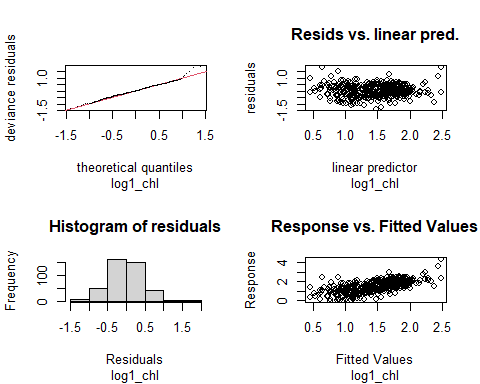 deviance residuals
1.0
-1.5
-1.5 -0.5 0.5 1.5
theoretical quantiles
log1_chl
Resids vs. linear pred.
residuals
1.0
-1.5
0.5 1.0 1.5 2.0 2.5
linear predictor
log1_chl
Histogram of residuals
Frequency
100
0
-1.5 -0.5 0.5 1.5
Residuals
log1_chl
Response vs. Fitted Values
Response
4
2
0
0.5 1.0 1.5 2.0 2.5
Fitted Values
log1_chl